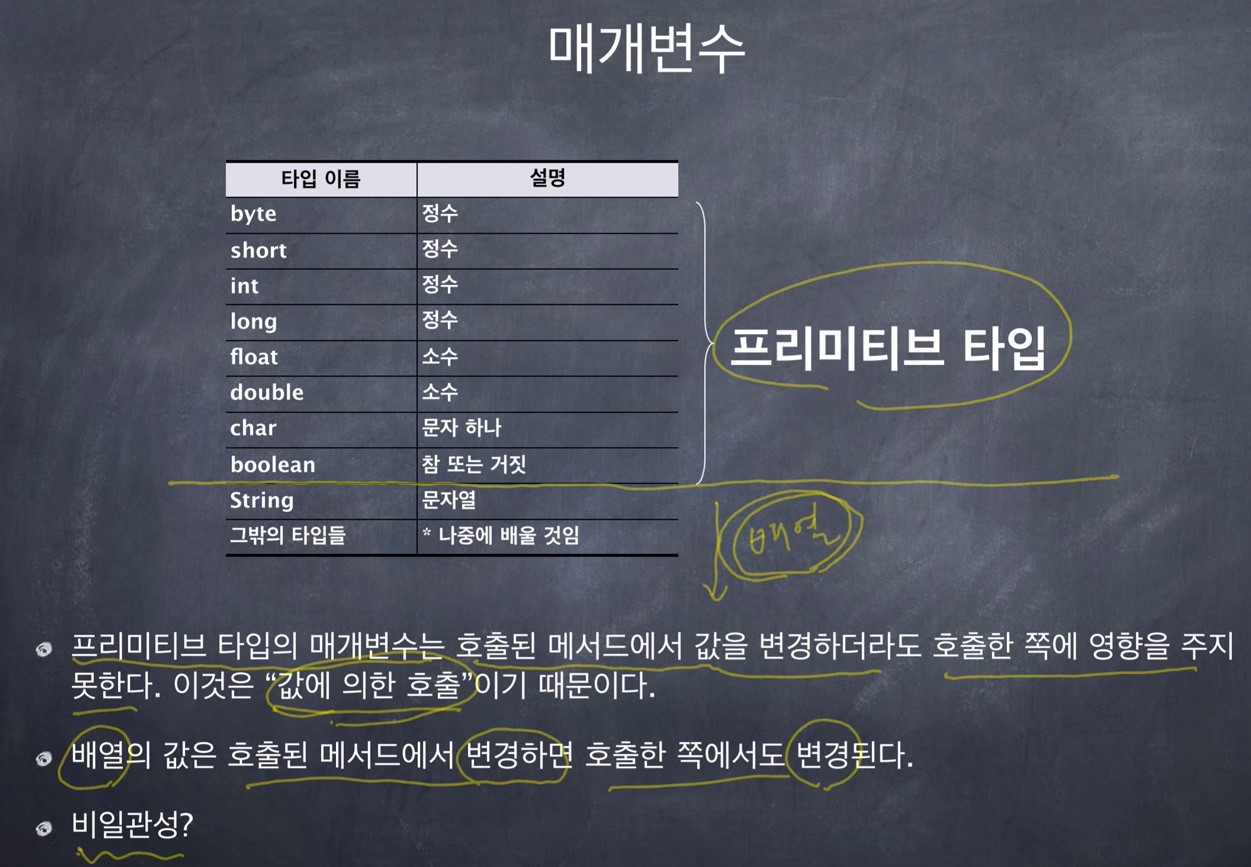 매개변수
타입 이름 설명
byte 정수
short 정수
int 정수
long 정수
float 소수
double 소수
char 문자 하나
boolean 참 또는 거짓
String 문자열
그밖의 타입들 * 나중에 배울 것임
프리미티브 타입
배열
프리미티브 타입의 매개변수는 호출된 메서드에서 값을 변경하더라도 호출한 쪽에 영향을 주지
못한다. 이것은 “값에 의한 호출”이기 때문이다.
배열의 값은 호출된 메서드에서 변경하면 호출한 쪽에서도 변경된다.
비일관성?